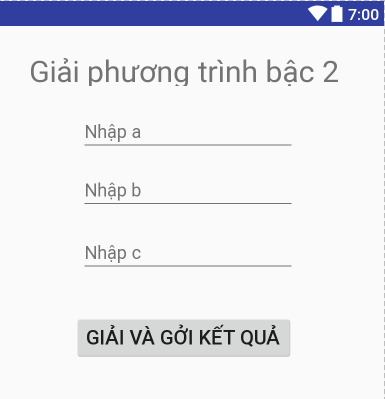 7:00
Giải phương trình bậc 2
Nhập a
Nhập b
Nhập c
GIẢI VÀ GỞI KẾT QUẢ